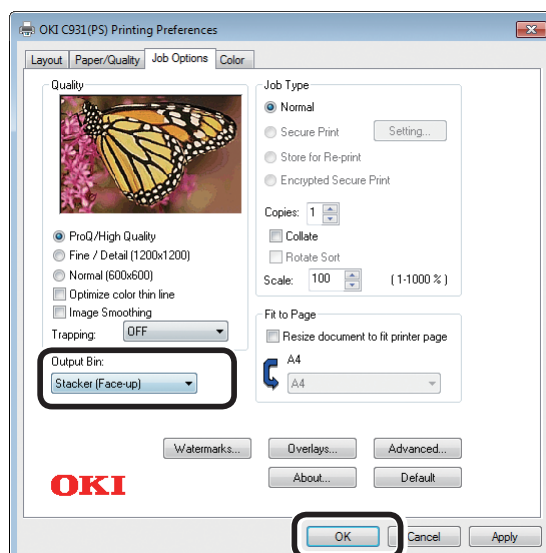 OKI C931(PS) Printing Preferences
Layout Paper/Quality Job Options Color
Quality
ProQ/High Quality
Fine / Detail (1200x1200)
Normal (600x600)
Optimize color thin line
Image Smoothing
Trapping: OFF
Output Bin:
Stacker (Face-up)
Job Type
Normal
Secure Print Setting...
Store for Re-print
Encrypted Secure Print
Copies: 1
Collate
Rotate Sort
Scale: 100 (1-1000 %)
Fit to Page
Resize document to fit printer page
A4
A4
Watermarks... Overlays... Advanced...
About... Default
OKI
OK Cancel Apply